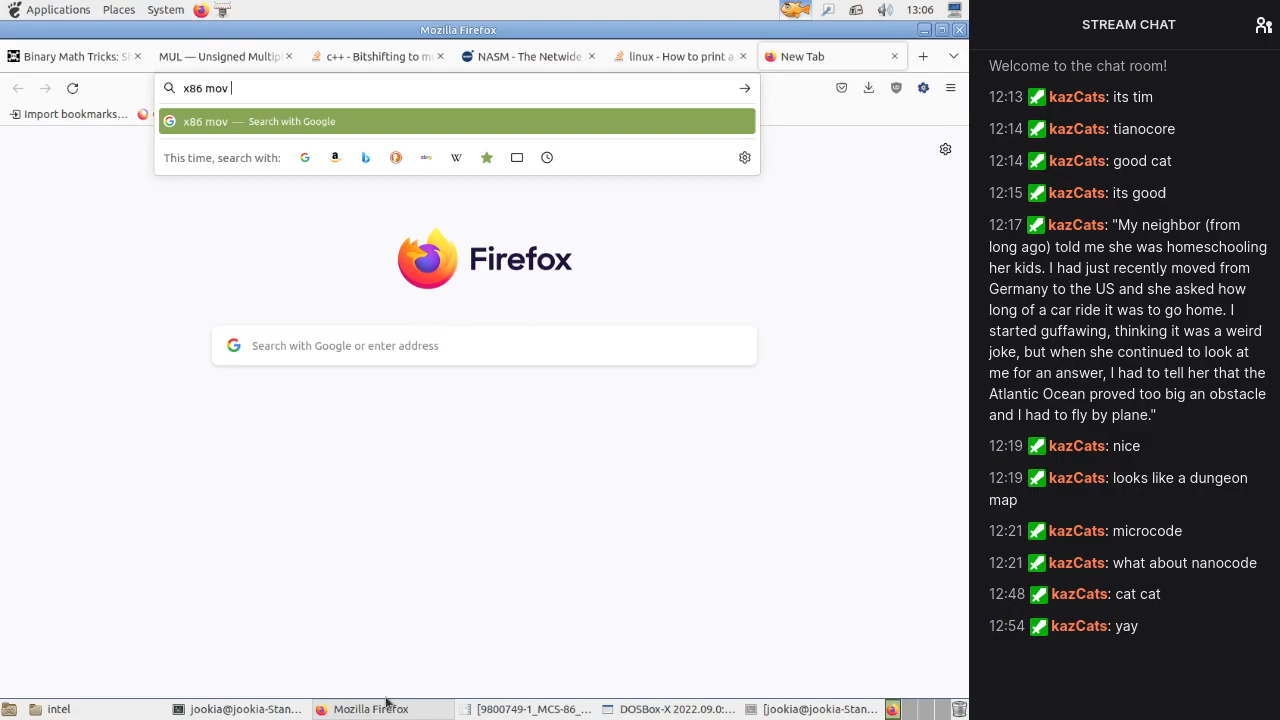 Applications Places System 13:06
Mozilla Firefox
Binary Math Tricks: S
MUL — Unsigned Multip
c++ - Bitshifting to m
NASM - The Netwide
linux - How to print a
New Tab
x86 mov
Import bookmarks...
x86 mov — Search with Google
This time, search with:
Firefox
Search with Google or enter address
intel
jookia@jookia-Stan...
Mozilla Firefox
[9800749-1_MCS-86_...
DOSBox-X 2022.09.0:...
[jookia@jookia-Stan...
STREAM CHAT
Welcome to the chat room!
12:13 kazCats: its tim
12:14 kazCats: tianocore
12:14 kazCats: good cat
12:15 kazCats: its good
12:17 kazCats: "My neighbor (from
long ago) told me she was homeschooling
her kids. I had just recently moved from
Germany to the US and she asked how
long of a car ride it was to go home. I
started guffawing, thinking it was a weird
joke, but when she continued to look at
me for an answer, I had to tell her that the
Atlantic Ocean proved too big an obstacle
and I had to fly by plane."
12:19 kazCats: nice
12:19 kazCats: looks like a dungeon
map
12:21 kazCats: microcode
12:21 kazCats: what about nanocode
12:48 kazCats: cat cat
12:54 kazCats: yay